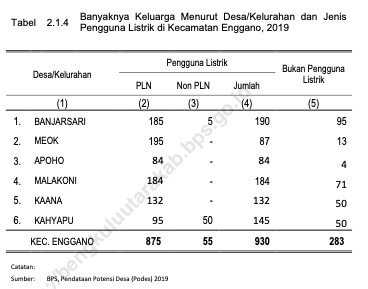 Tabel 2.1.4 Banyaknya Keluarga Menurut Desa/Kelurahan dan Jenis
Pengguna Listrik di Kecamatan Enggano, 2019
Desa/Kelurahan Pengguna Listrik Bukan Pengguna Listrik
PLN Non PLN Jumlah
(1) (2) (3) (4) (5)
1. BANJARSARI 185 5 190 95
2. MEOK 195 - 87 13
3. APOHO 84 - 84 4
4. MALAKONI 184 - 184 71
5. KAANA 132 - 132 50
6. KAHYAPU 95 50 145 50
KEC. ENGGANO 875 55 930 283
Catatan:
Sumber: BPS, Pendataan Potensi Desa (Podes) 2019